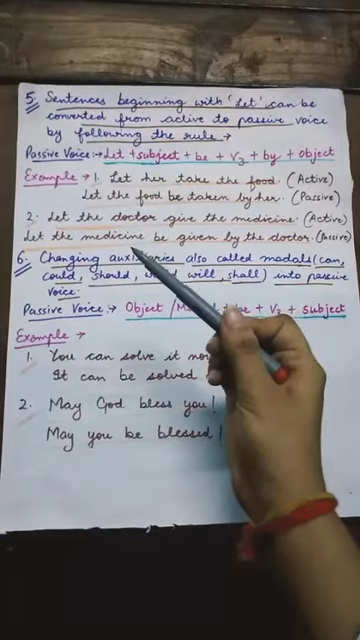 5. Sentences beginning with 'Let' can be
converted from active to passive voice
by following the rule →
Passive Voice:→ Let + subject + be + V3 + by + object
Example → 1. Let her take the food. (Active)
Let the food be taken by her. (Passive)
2. Let the doctor give the medicine. (Active)
Let the medicine be given by the doctor. (Passive)
6. Changing auxiliaries also called modals (can,
could, should, will, shall) into passive
voice.
Passive Voice:→ Object / be + V3 + subject
Example →
1. You can solve it
It can be solved
2. May God bless you!
May you be blessed!